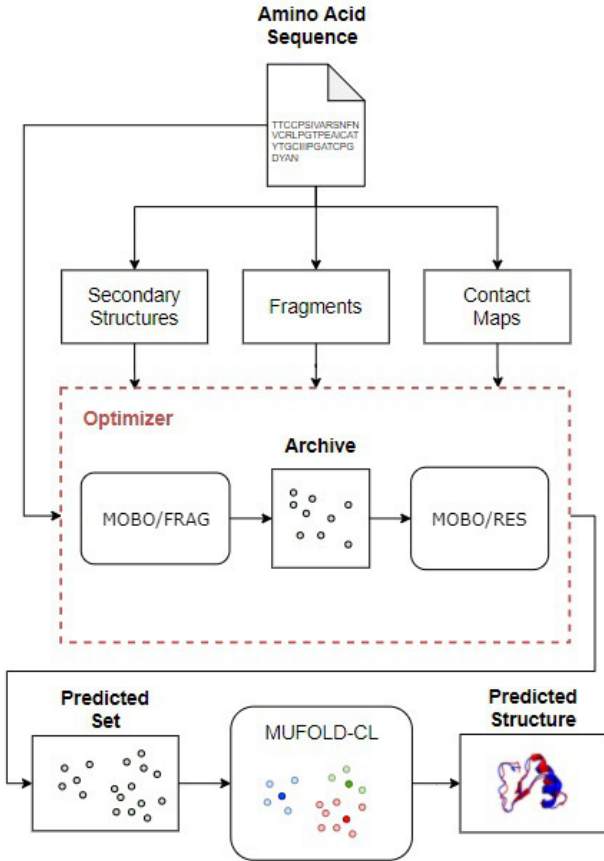 Amino Acid
Sequence
TTCCPSIVARSNFN
VCRLPGTPEAICAT
YTGCIIIPGATCPG
DYAN
Secondary
Structures
Fragments
Contact
Maps
Optimizer
Archive
MOBO/FRAG
MOBO/RES
Predicted
Set
MUFOLD-CL
Predicted
Structure